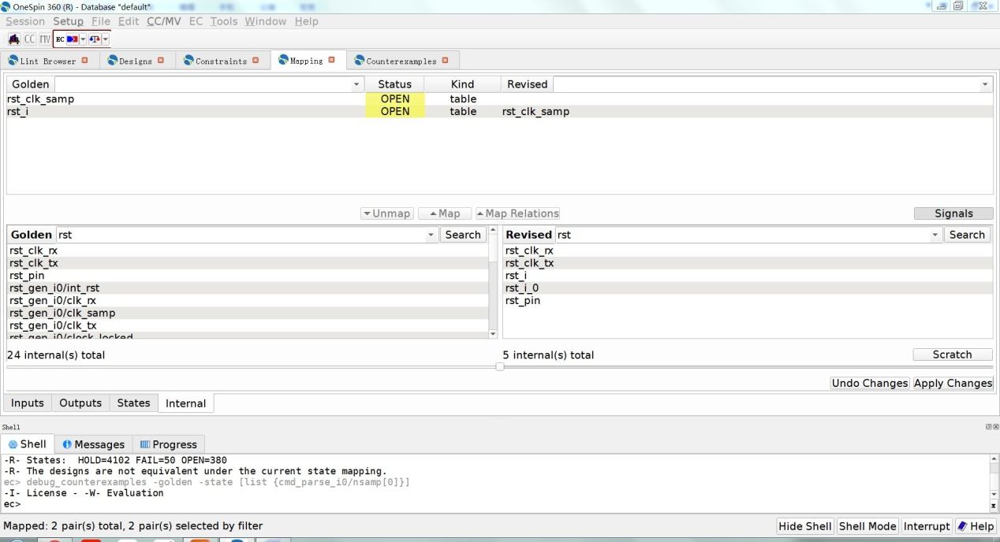 OneSpin 360 (R) - Database "default"
Session Setup File Edit CC/MV EC Tools Window Help
CC MV EC
Lint Browser Designs Constraints Mapping Counterexamples
Golden Status Kind Revised
rst_clk_samp OPEN table
rst_i OPEN table rst_clk_samp
Unmap Map Map Relations Signals
Golden rst Search Revised rst Search
rst_clk_rx rst_clk_rx
rst_clk_tx rst_clk_tx
rst_pin rst_i
rst_gen_i0/int_rst rst_i_0
rst_gen_i0/clk_rx rst_pin
rst_gen_i0/clk_samp
rst_gen_i0/clk_tx
rst_gen_i0/clock_locked
24 internal(s) total 5 internal(s) total Scratch
Undo Changes Apply Changes
Inputs Outputs States Internal
Shell
Shell Messages Progress
-R- States:  HOLD=4102 FAIL=50 OPEN=380
-R- The designs are not equivalent under the current state mapping.
ec> debug_counterexamples -golden -state [list {cmd_parse_i0/nsamp[0]}]
-I- License - -W- Evaluation
ec>
Mapped: 2 pair(s) total, 2 pair(s) selected by filter Hide Shell Shell Mode Interrupt Help